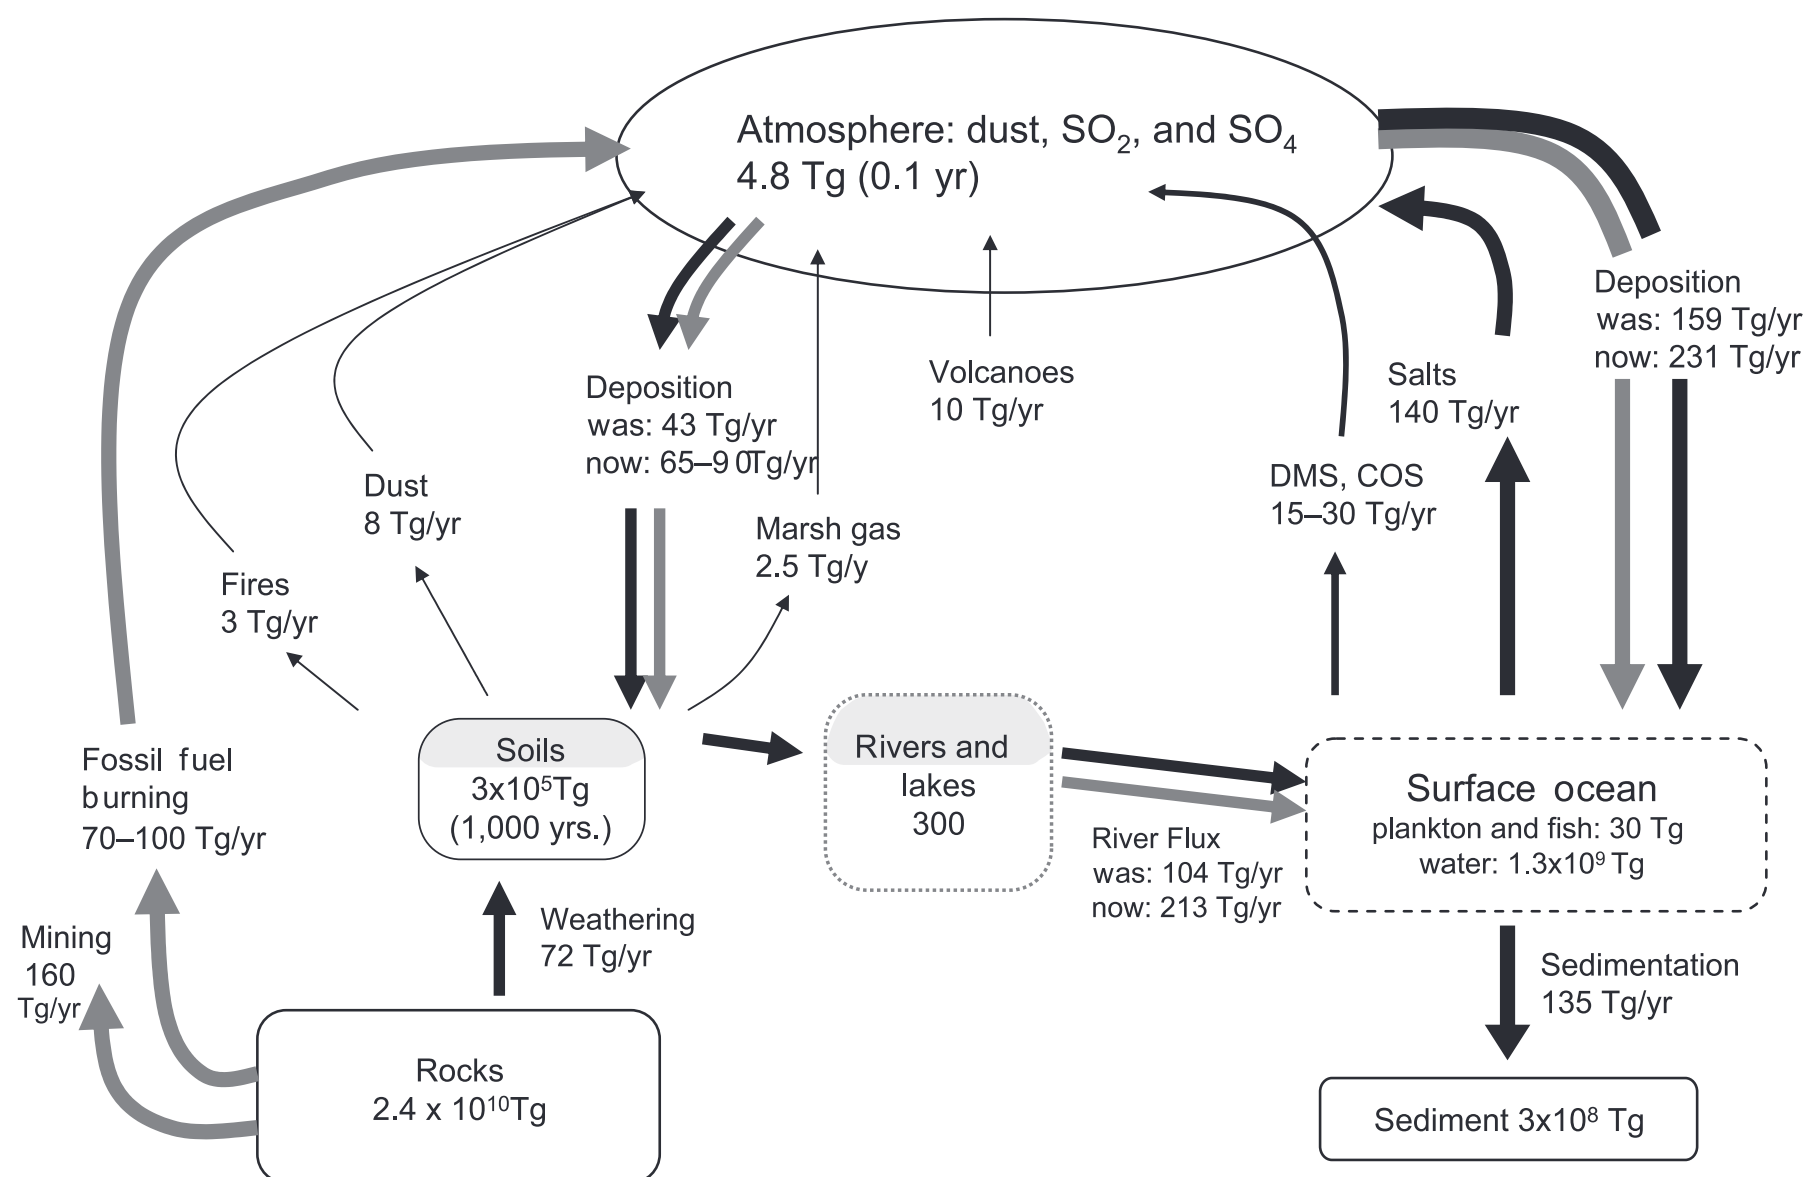 Atmosphere: dust, SO₂, and SO₄
4.8 Tg (0.1 yr)
Deposition
was: 159 Tg/yr
now: 231 Tg/yr
Deposition
was: 43 Tg/yr
now: 65–90Tg/yr
Volcanoes
10 Tg/yr
Salts
140 Tg/yr
Dust
8 Tg/yr
DMS, COS
15–30 Tg/yr
Marsh gas
2.5 Tg/y
Fires
3 Tg/yr
Fossil fuel
burning
70–100 Tg/yr
Soils
3x10⁵Tg
(1,000 yrs.)
Rivers and
lakes
300
River Flux
was: 104 Tg/yr
now: 213 Tg/yr
Surface ocean
plankton and fish: 30 Tg
water: 1.3x10⁹ Tg
Mining
160
Tg/yr
Weathering
72 Tg/yr
Sedimentation
135 Tg/yr
Rocks
2.4 x 10¹⁰Tg
Sediment 3x10⁸ Tg